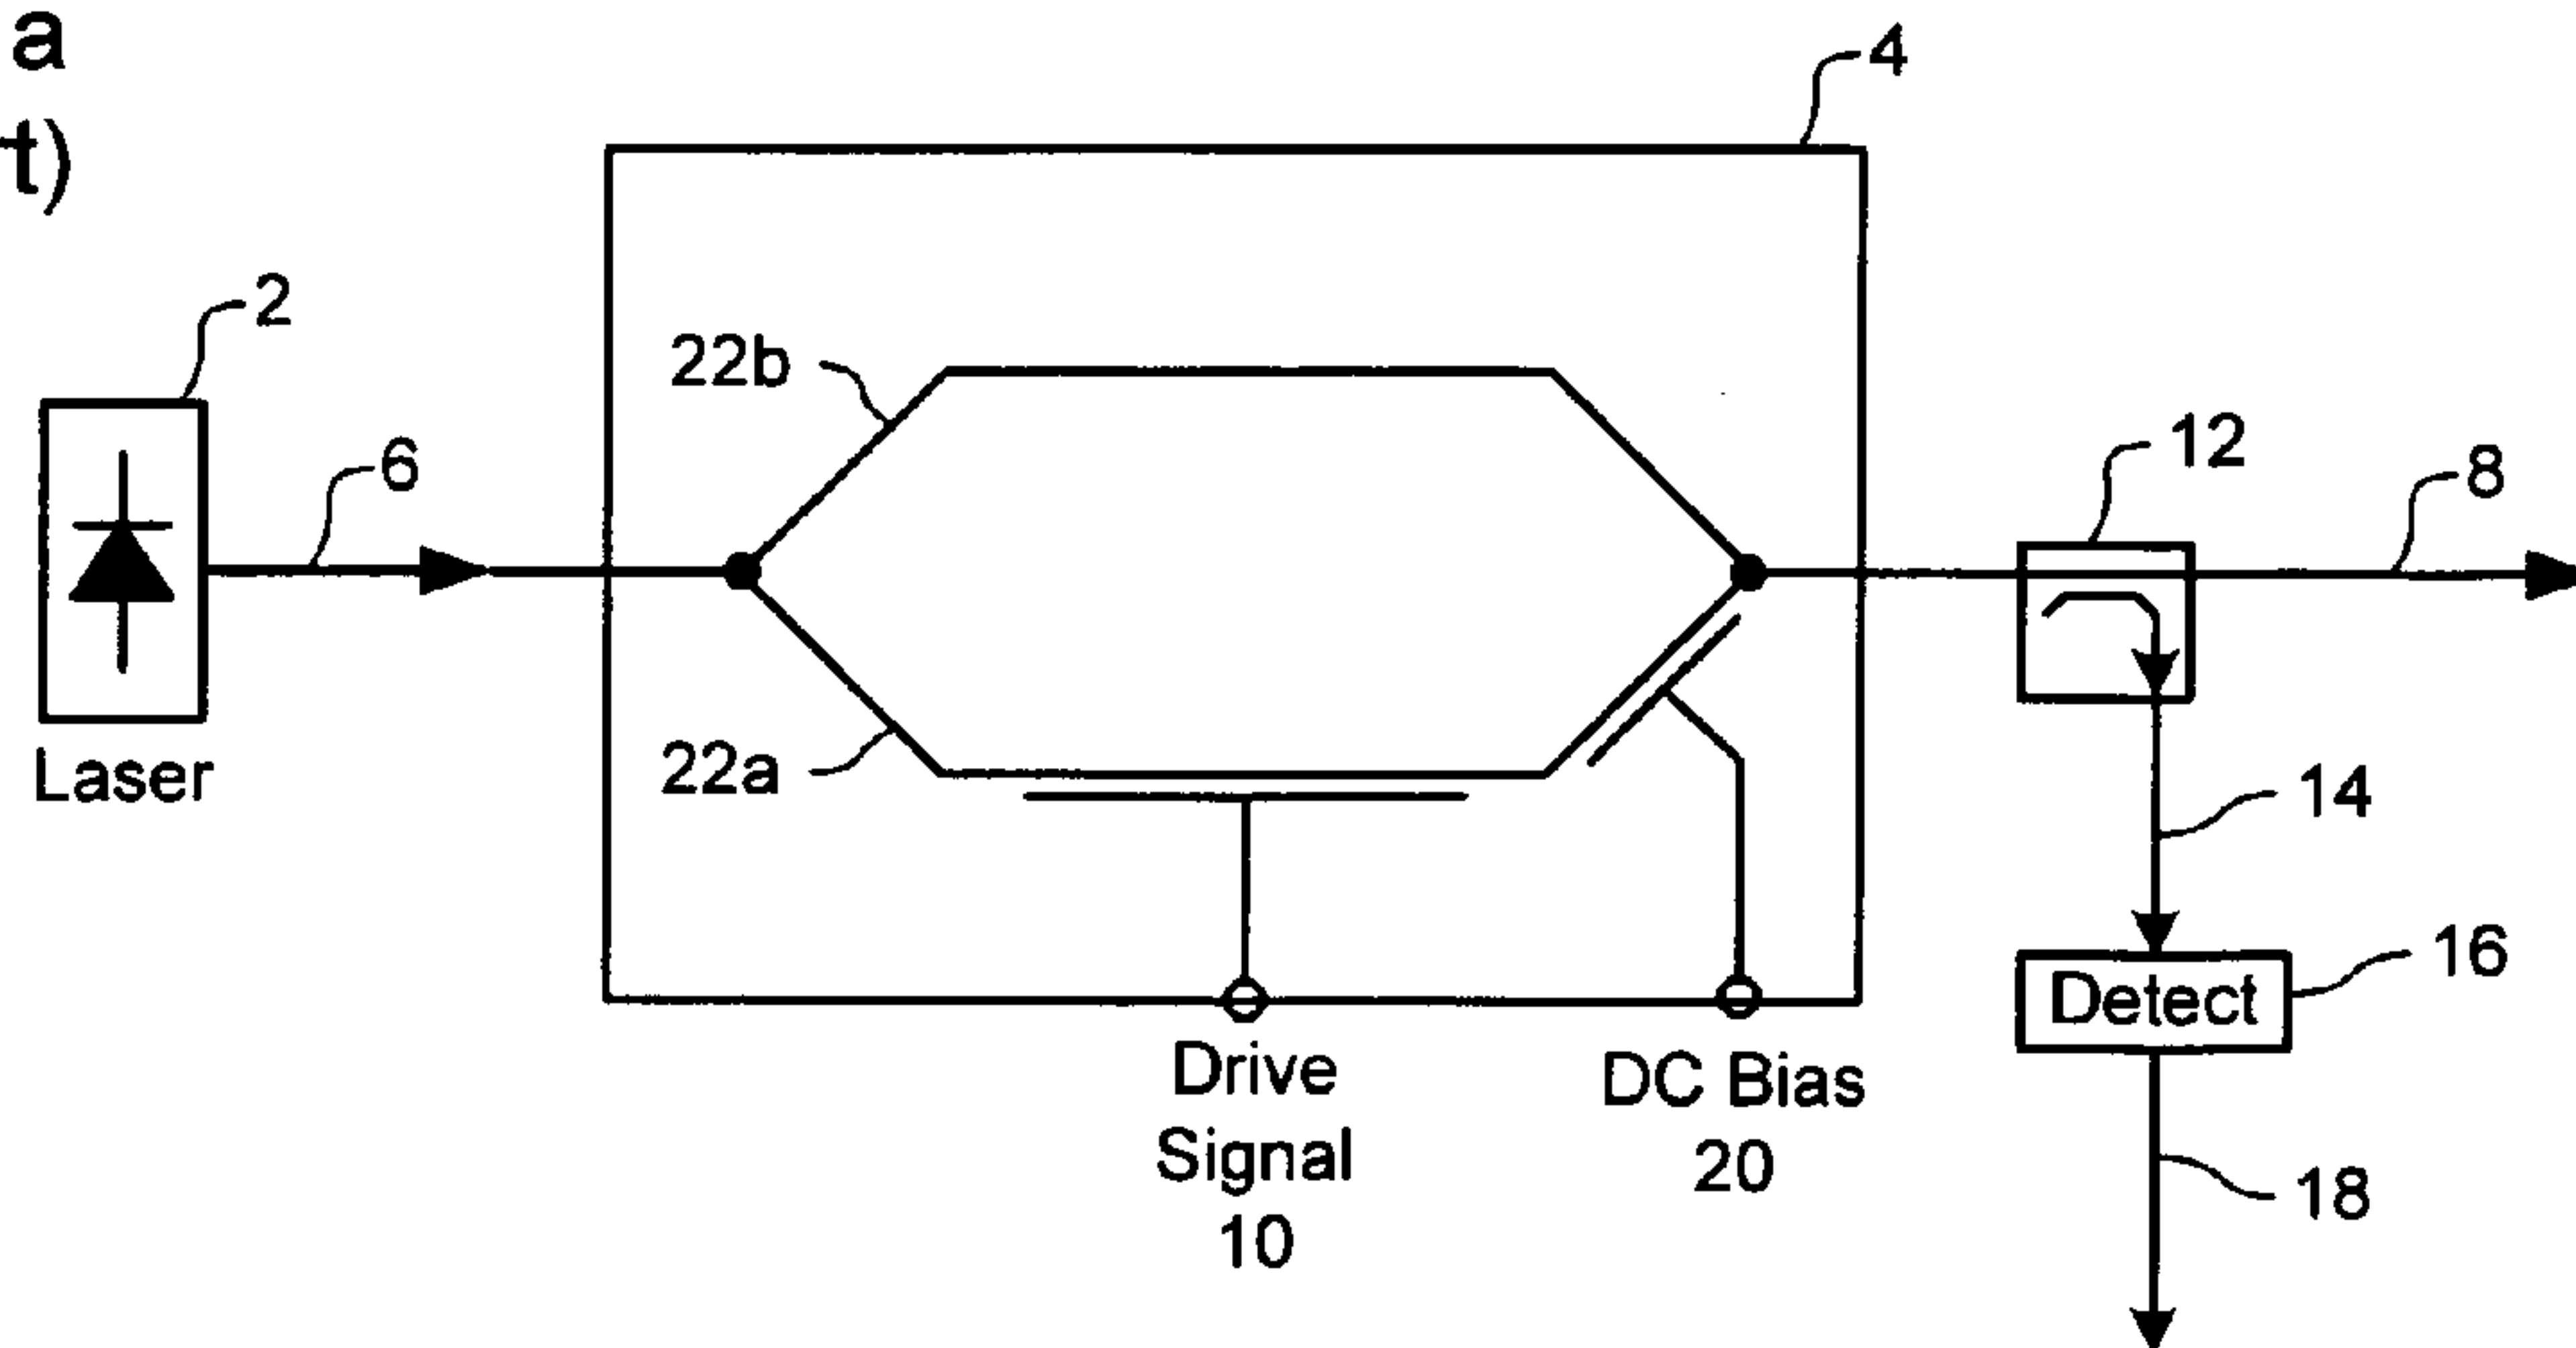 a
t)
4
2
22b
6
12
8
22a
Laser
14
16
Detect
Drive
Signal
10
DC Bias
20
18